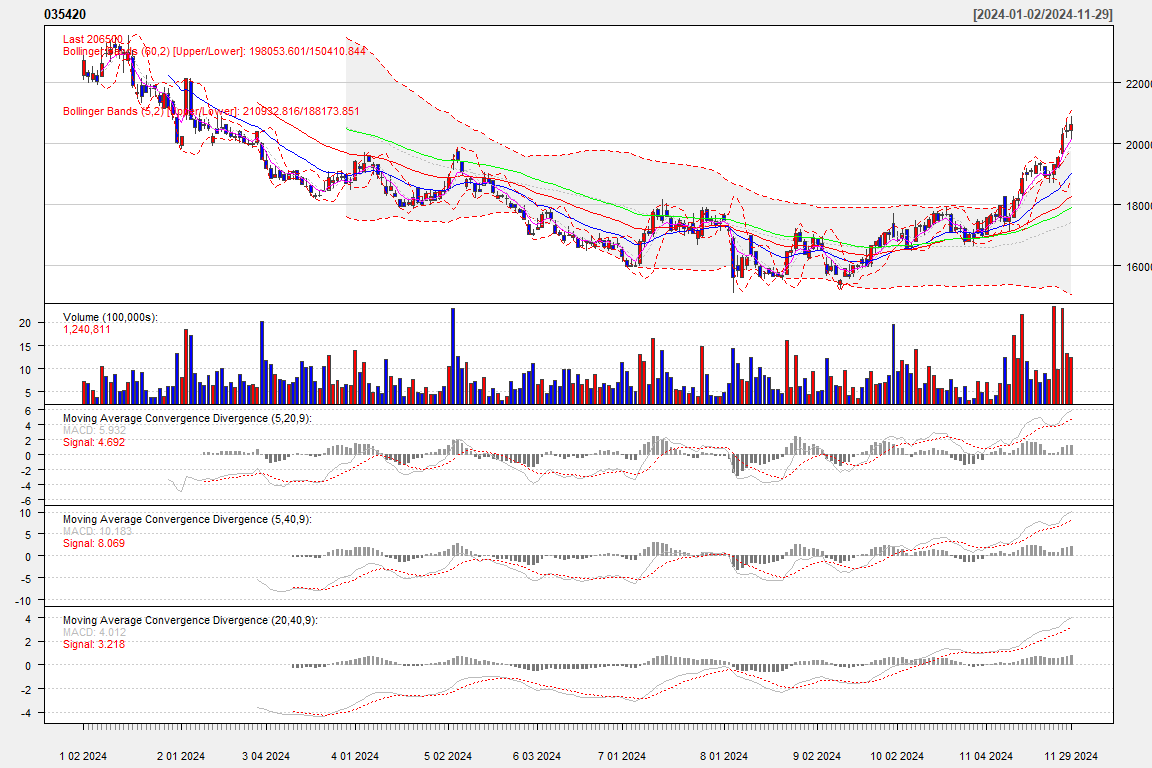 035420
[2024-01-02/2024-11-29]
Last 206500
Bollinger Bands (60,2) [Upper/Lower]: 198053.601/150410.844
Bollinger Bands (5,2) [Upper/Lower]: 210932.816/188173.851
22000
20000
18000
16000
Volume (100,000s):
1,240,811
20
15
10
5
Moving Average Convergence Divergence (5,20,9):
MACD: 5.932
Signal: 4.692
6
4
2
0
-2
-4
-6
Moving Average Convergence Divergence (5,40,9):
MACD: 10.183
Signal: 8.069
10
5
0
-5
-10
Moving Average Convergence Divergence (20,40,9):
MACD: 4.012
Signal: 3.218
4
2
0
-2
-4
1 02 2024 2 01 2024 3 04 2024 4 01 2024 5 02 2024 6 03 2024 7 01 2024 8 01 2024 9 02 2024 10 02 2024 11 04 2024 11 29 2024